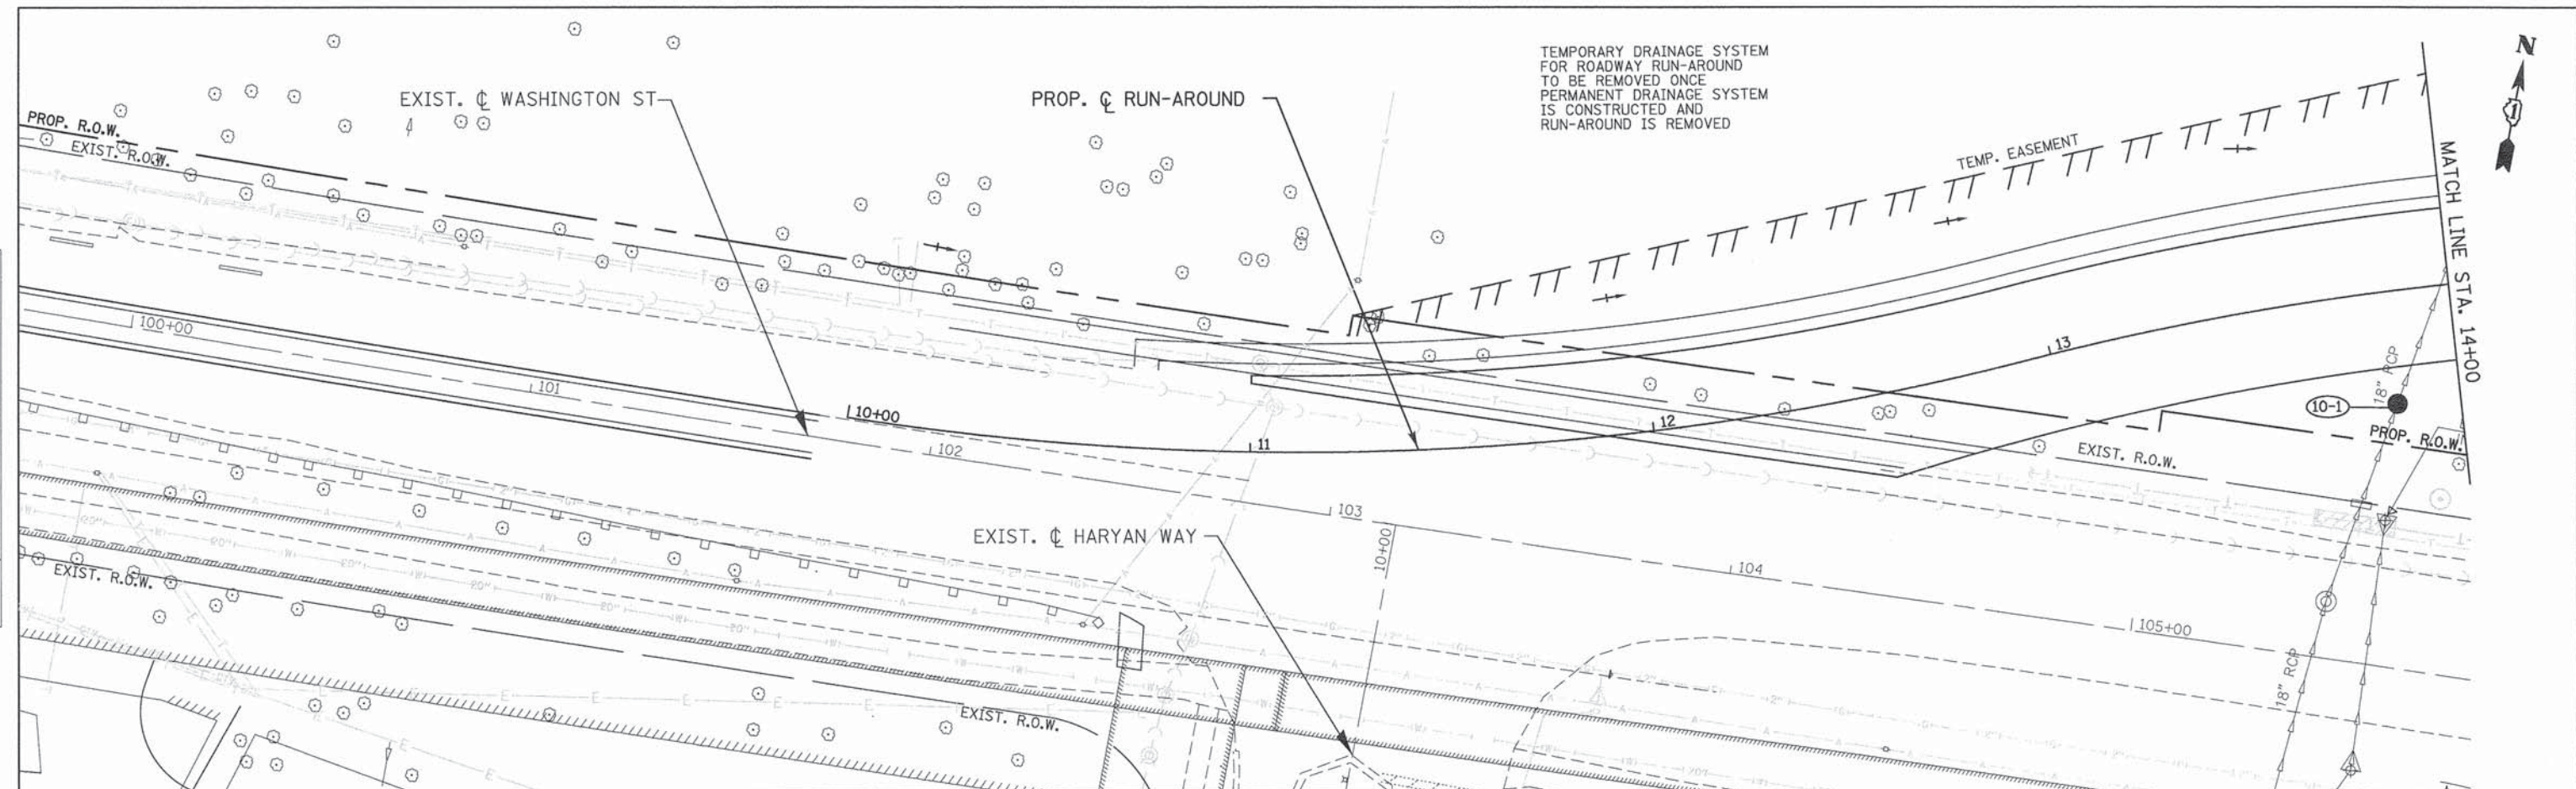 TEMPORARY DRAINAGE SYSTEM
FOR ROADWAY RUN-AROUND
TO BE REMOVED ONCE
PERMANENT DRAINAGE SYSTEM
IS CONSTRUCTED AND
RUN-AROUND IS REMOVED
N
1
EXIST. ℄ WASHINGTON ST
PROP. ℄ RUN-AROUND
PROP. R.O.W.
EXIST. R.O.W.
TEMP. EASEMENT
MATCH LINE STA. 14+00
100+00
101
10+00
102
11
12
13
18" RCP
10-1
PROP. R.O.W.
EXIST. R.O.W.
103
EXIST. ℄ HARYAN WAY
10+00
104
105+00
EXIST. R.O.W.
18" RCP
EXIST. R.O.W.